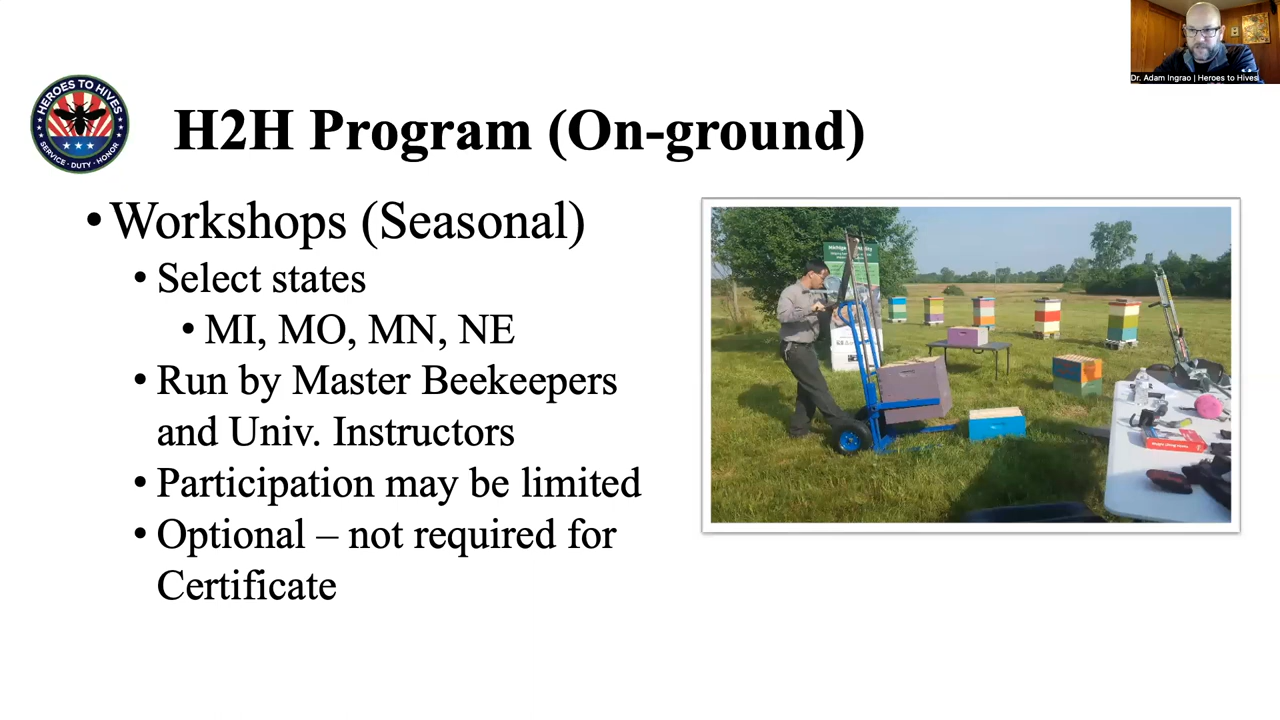 Dr. Adam Ingrao | Heroes to Hives
HEROES TO HIVES
SERVICE · DUTY · HONOR
H2H Program (On-ground)
• Workshops (Seasonal)
• Select states
• MI, MO, MN, NE
• Run by Master Beekeepers
and Univ. Instructors
• Participation may be limited
• Optional – not required for
Certificate